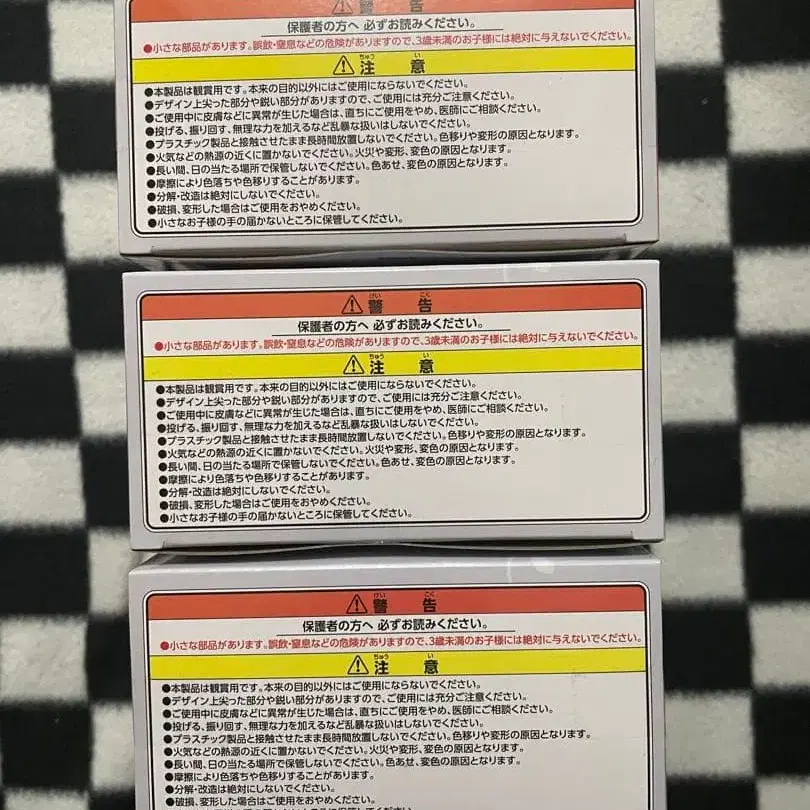 警 告
保護者の方へ 必ずお読みください。
●小さな部品があります。誤飲・窒息などの危険がありますので、3歳未満のお子様には絶対に与えないでください。
ちゅう い
注 意
●本製品は観賞用です。本来の目的以外にはご使用にならないでください。
●デザイン上尖った部分や鋭い部分がありますので、ご使用には充分ご注意ください。
●ご使用中に皮膚などに異常が生じた場合は、直ちにご使用をやめ、医師にご相談ください。
●投げる、振り回す、無理な力を加えるなど乱暴な扱いはしないでください。
●プラスチック製品と接触させたまま長時間放置しないでください。色移りや変形の原因となります。
●火気などの熱源の近くに置かないでください。火災や変形、変色の原因となります。
●長い間、日の当たる場所で保管しないでください。色あせ、変色の原因となります。
●摩擦により色落ちや色移りすることがあります。
●分解・改造は絶対にしないでください。
●破損、変形した場合はご使用をおやめください。
●小さなお子様の手の届かないところに保管してください。
けい こく
警 告
保護者の方へ 必ずお読みください。
●小さな部品があります。誤飲・窒息などの危険がありますので、3歳未満のお子様には絶対に与えないでください。
ちゅう い
注 意
●本製品は観賞用です。本来の目的以外にはご使用にならないでください。
●デザイン上尖った部分や鋭い部分がありますので、ご使用には充分ご注意ください。
●ご使用中に皮膚などに異常が生じた場合は、直ちにご使用をやめ、医師にご相談ください。
●投げる、振り回す、無理な力を加えるなど乱暴な扱いはしないでください。
●プラスチック製品と接触させたまま長時間放置しないでください。色移りや変形の原因となります。
●火気などの熱源の近くに置かないでください。火災や変形、変色の原因となります。
●長い間、日の当たる場所で保管しないでください。色あせ、変色の原因となります。
●摩擦により色落ちや色移りすることがあります。
●分解・改造は絶対にしないでください。
●破損、変形した場合はご使用をおやめください。
●小さなお子様の手の届かないところに保管してください。
けい こく
警 告
保護者の方へ 必ずお読みください。
●小さな部品があります。誤飲・窒息などの危険がありますので、3歳未満のお子様には絶対に与えないでください。
ちゅう い
注 意
●本製品は観賞用です。本来の目的以外にはご使用にならないでください。
●デザイン上尖った部分や鋭い部分がありますので、ご使用には充分ご注意ください。
●ご使用中に皮膚などに異常が生じた場合は、直ちにご使用をやめ、医師にご相談ください。
●投げる、振り回す、無理な力を加えるなど乱暴な扱いはしないでください。
●プラスチック製品と接触させたまま長時間放置しないでください。色移りや変形の原因となります。
●火気などの熱源の近くに置かないでください。火災や変形、変色の原因となります。
●長い間、日の当たる場所で保管しないでください。色あせ、変色の原因となります。
●摩擦により色落ちや色移りすることがあります。
●分解・改造は絶対にしないでください。
●破損、変形した場合はご使用をおやめください。